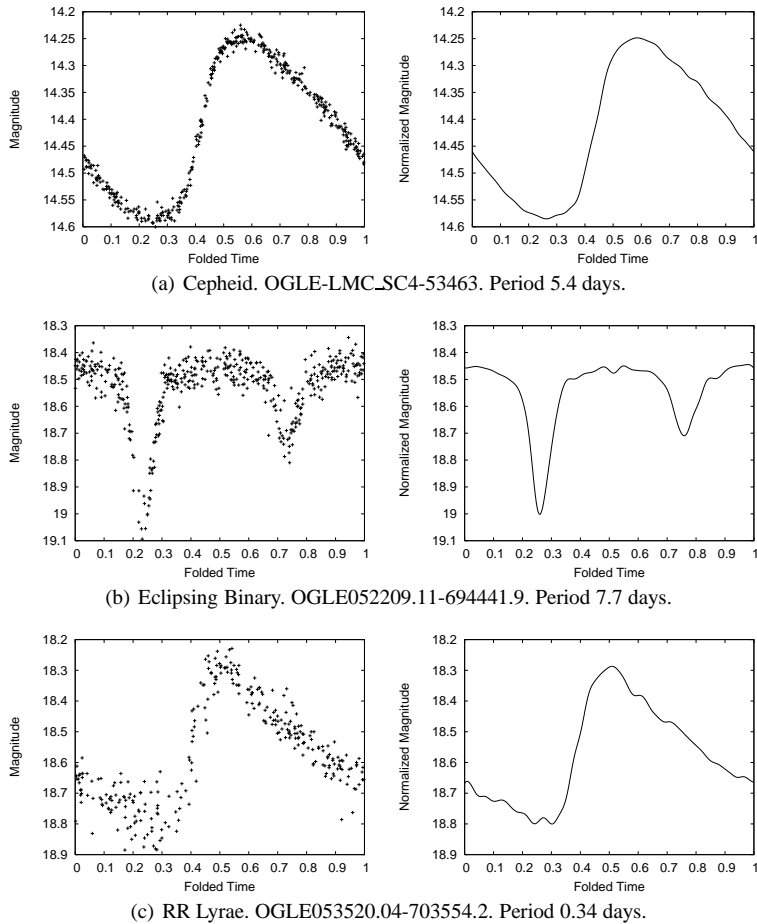 14.2
14.25
14.3
14.35
14.4
14.45
14.5
14.55
14.6
Magnitude
0 0.1 0.2 0.3 0.4 0.5 0.6 0.7 0.8 0.9 1
Folded Time
14.2
14.25
14.3
14.35
14.4
14.45
14.5
14.55
14.6
Normalized Magnitude
0 0.1 0.2 0.3 0.4 0.5 0.6 0.7 0.8 0.9 1
Folded Time
(a) Cepheid. OGLE-LMC_SC4-53463. Period 5.4 days.
18.3
18.4
18.5
18.6
18.7
18.8
18.9
19
19.1
Magnitude
0 0.1 0.2 0.3 0.4 0.5 0.6 0.7 0.8 0.9 1
Folded Time
18.3
18.4
18.5
18.6
18.7
18.8
18.9
19
19.1
Normalized Magnitude
0 0.1 0.2 0.3 0.4 0.5 0.6 0.7 0.8 0.9 1
Folded Time
(b) Eclipsing Binary. OGLE052209.11-694441.9. Period 7.7 days.
18.2
18.3
18.4
18.5
18.6
18.7
18.8
18.9
Magnitude
0 0.1 0.2 0.3 0.4 0.5 0.6 0.7 0.8 0.9 1
Folded Time
18.2
18.3
18.4
18.5
18.6
18.7
18.8
18.9
Normalized Magnitude
0 0.1 0.2 0.3 0.4 0.5 0.6 0.7 0.8 0.9 1
Folded Time
(c) RR Lyrae. OGLE053520.04-703554.2. Period 0.34 days.